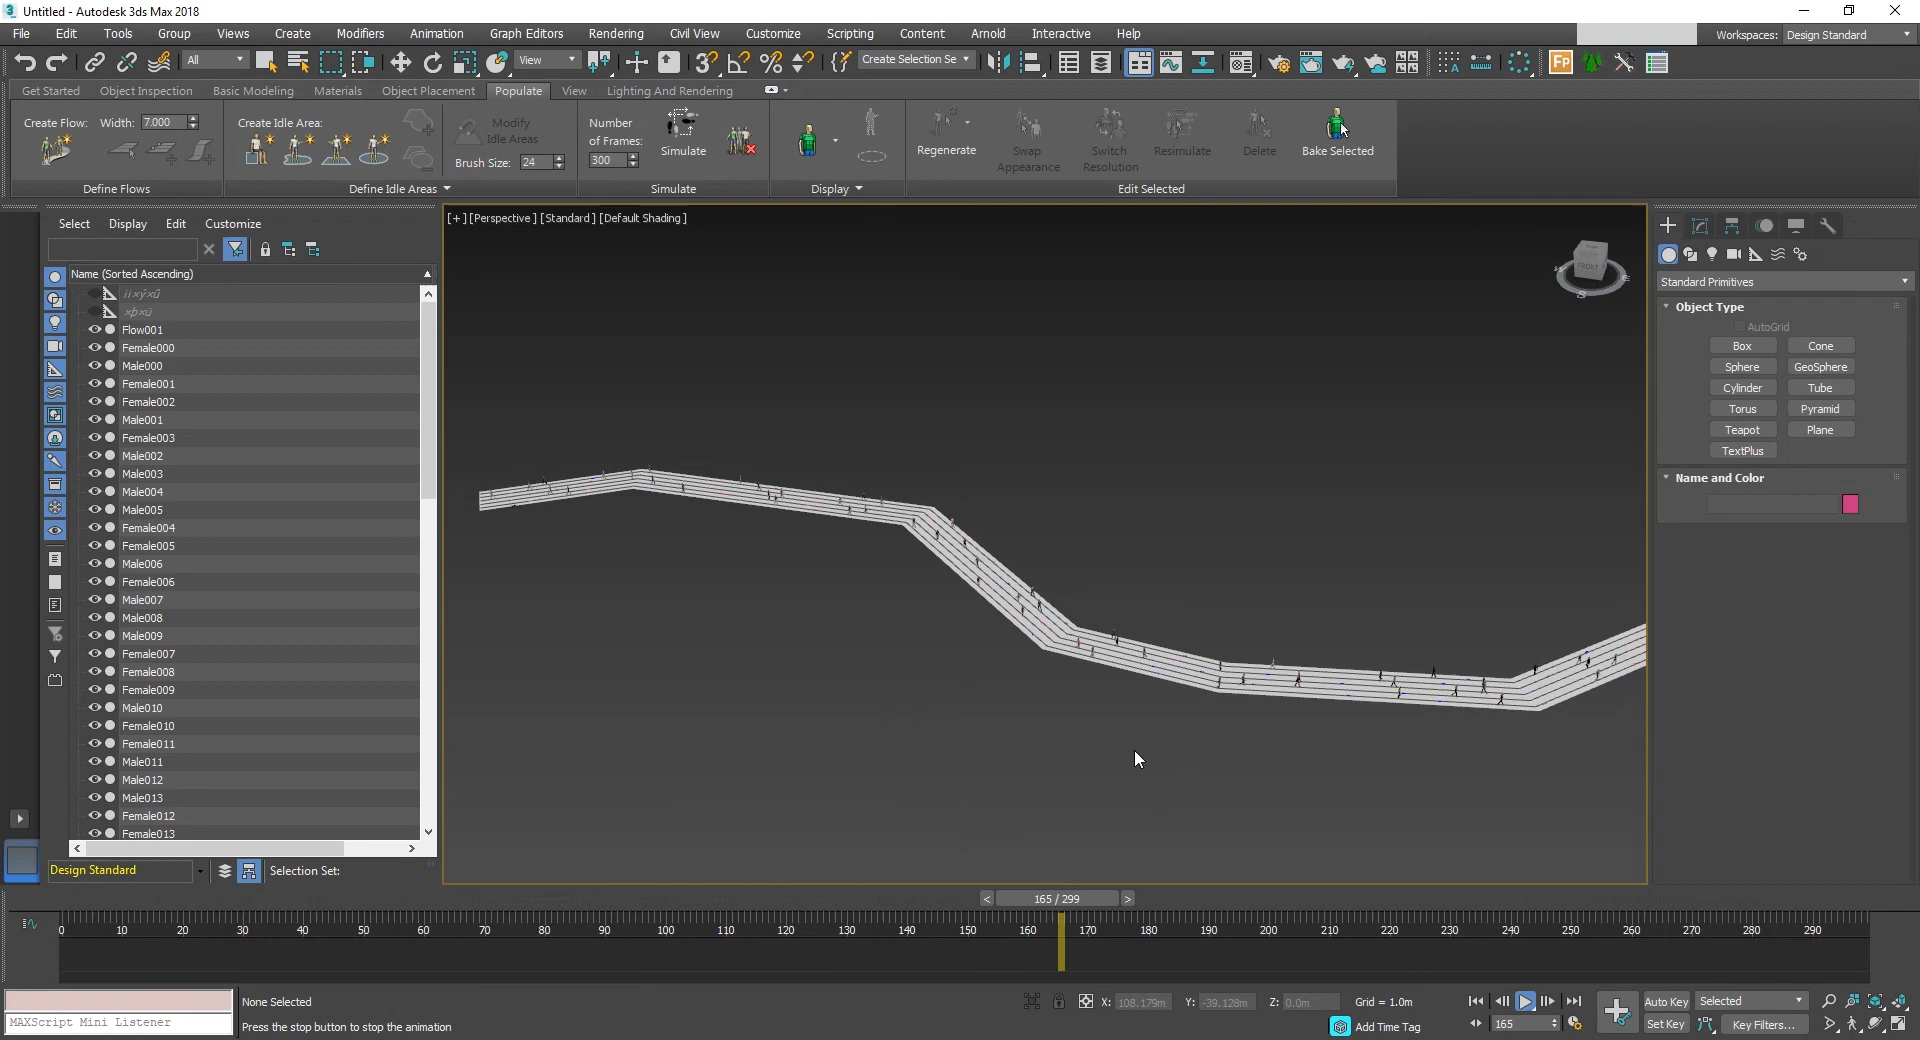 Untitled - Autodesk 3ds Max 2018
File Edit Tools Group Views Create Modifiers Animation Graph Editors Rendering Civil View Customize Scripting Content Arnold Interactive Help Workspaces: Design Standard
All View Create Selection Se
Get Started Object Inspection Basic Modeling Materials Object Placement Populate View Lighting And Rendering
Create Flow: Width: 7.000
Create Idle Area:
Modify
Idle Areas
Brush Size: 24
Number
of Frames:
300
Simulate
Regenerate
Swap
Appearance
Switch
Resolution
Resimulate
Delete
Bake Selected
Define Flows Define Idle Areas Simulate Display Edit Selected
Select Display Edit Customize
[+] [Perspective] [Standard] [Default Shading]
Name (Sorted Ascending)
Flow001
Female000
Male000
Female001
Female002
Male001
Female003
Male002
Male003
Male004
Male005
Female004
Female005
Male006
Female006
Male007
Male008
Male009
Female007
Female008
Female009
Male010
Female010
Female011
Male011
Male012
Male013
Female012
Female013
Design Standard Selection Set:
FRONT
S
Standard Primitives
Object Type
AutoGrid
Box Cone
Sphere GeoSphere
Cylinder Tube
Torus Pyramid
Teapot Plane
TextPlus
Name and Color
< 165 / 299 >
0 10 20 30 40 50 60 70 80 90 100 110 120 130 140 150 160 170 180 190 200 210 220 230 240 250 260 270 280 290
None Selected X: 108.179m Y: -39.128m Z: 0.0m Grid = 1.0m Auto Key Selected
MAXScript Mini Listener Press the stop button to stop the animation Add Time Tag 165 Set Key Key Filters...